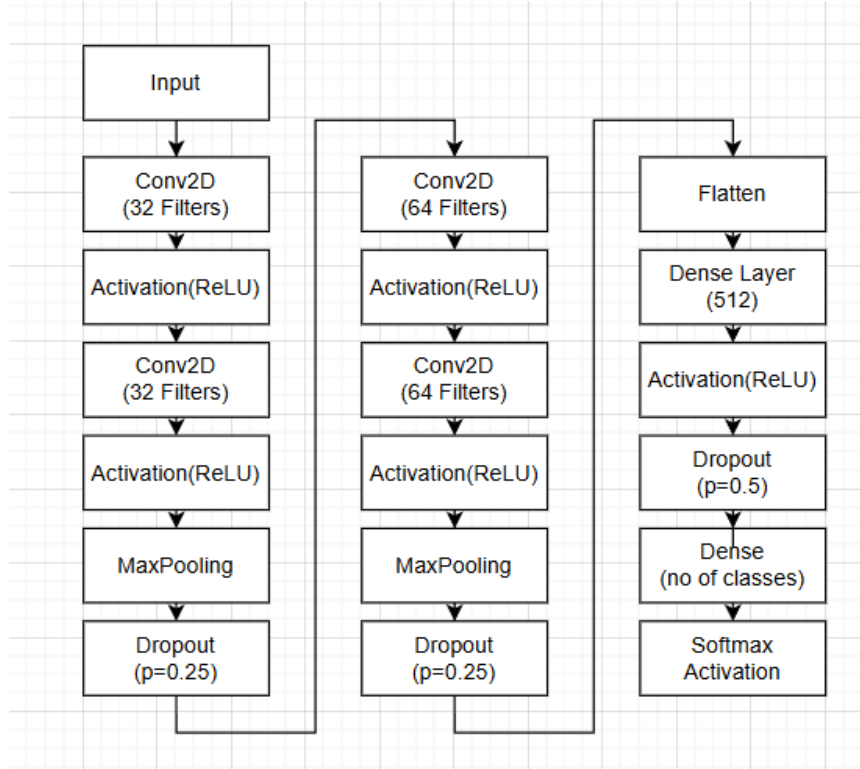 Input
Conv2D
(32 Filters)
Activation(ReLU)
Conv2D
(32 Filters)
Activation(ReLU)
MaxPooling
Dropout
(p=0.25)
Conv2D
(64 Filters)
Activation(ReLU)
Conv2D
(64 Filters)
Activation(ReLU)
MaxPooling
Dropout
(p=0.25)
Flatten
Dense Layer
(512)
Activation(ReLU)
Dropout
(p=0.5)
Dense
(no of classes)
Softmax
Activation